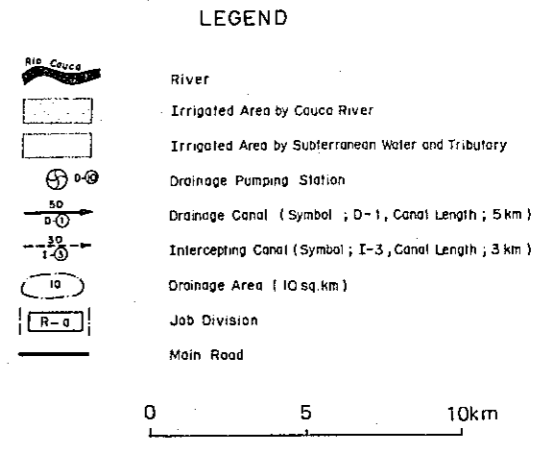 LEGEND
Rio Cauca
River
Irrigated Area by Cauca River
Irrigated Area by Subterranean Water and Tributary
D-10 Drainage Pumping Station
50
D-1
Drainage Canal ( Symbol ; D-1, Canal Length ; 5 km )
30
I-3
Intercepting Canal ( Symbol ; I-3, Canal Length ; 3 km )
10 Drainage Area ( 10 sq.km )
R-a Job Division
Main Road
0 5 10km